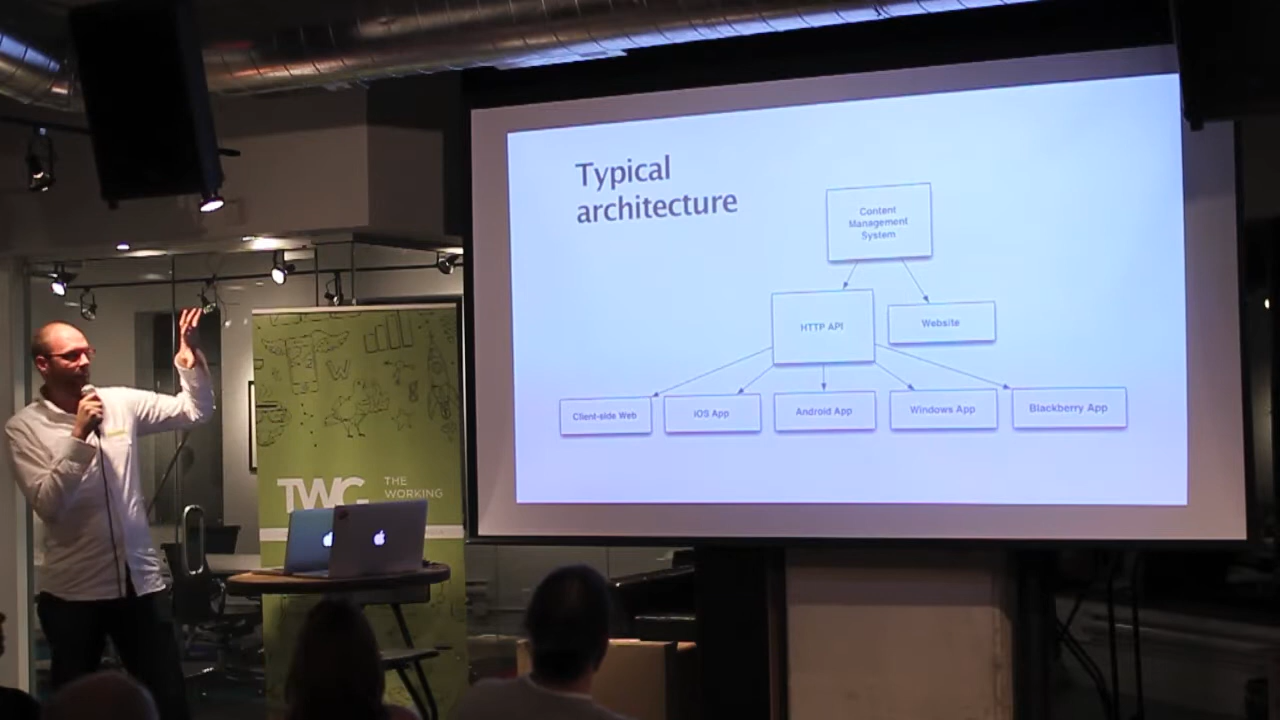 Typical
architecture
Content
Management
System
HTTP API
Website
Client-side Web
iOS App
Android App
Windows App
Blackberry App
TWG
THE
WORKING